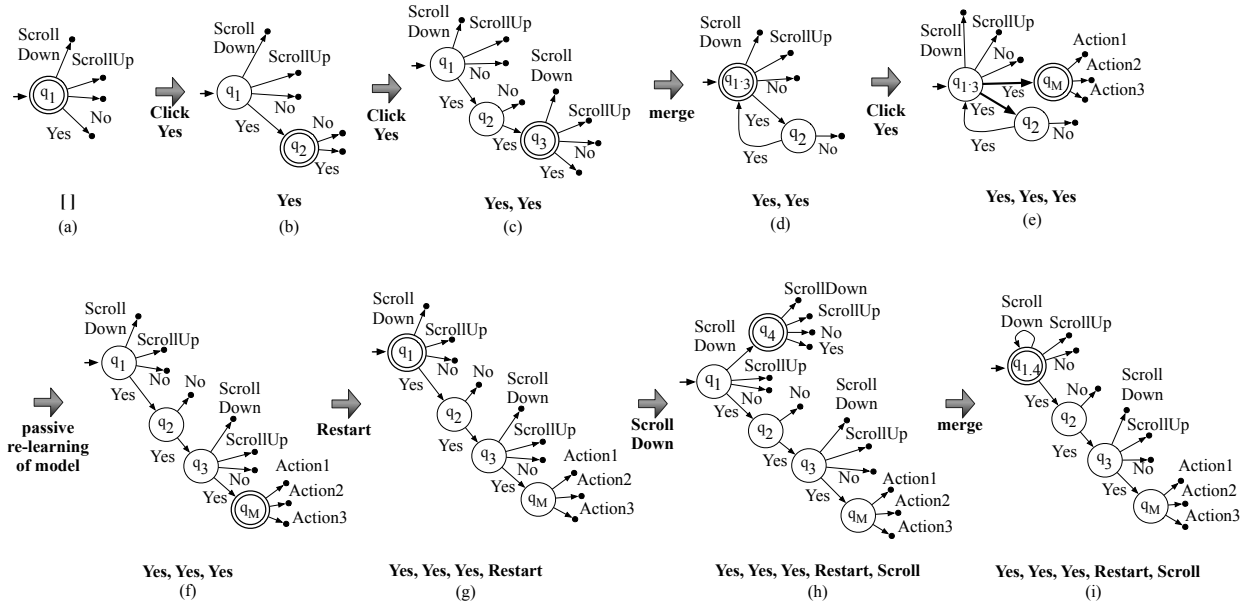 Scroll
Down
ScrollUp
q1
No
Yes
[ ]
(a)
Click
Yes
Scroll
Down
ScrollUp
q1
No
Yes
No
q2
Yes
Yes
(b)
Click
Yes
Scroll
Down
ScrollUp
q1
No
Scroll
Down
Yes
No
q2
ScrollUp
Yes
q3
No
Yes
Yes, Yes
(c)
merge
Scroll
Down
ScrollUp
q1·3
No
Yes
q2
Yes
No
Yes, Yes
(d)
Click
Yes
ScrollUp
Scroll
Down
No
Action1
Action2
q1·3
Yes
qM
Action3
Yes
q2
Yes
No
Yes, Yes, Yes
(e)
passive
re-learning
of model
Scroll
Down
ScrollUp
q1
No
Yes
No
q2
Scroll
Down
Yes
ScrollUp
q3
No
Action1
Yes
Action2
qM
Action3
Yes, Yes, Yes
(f)
Restart
Scroll
Down
ScrollUp
q1
No
Yes
No
q2
Scroll
Down
Yes
ScrollUp
q3
No
Action1
Yes
Action2
qM
Action3
Yes, Yes, Yes, Restart
(g)
Scroll
Down
ScrollDown
ScrollUp
q4
No
Yes
Scroll
Down
ScrollUp
q1
No
Yes
No
q2
Scroll
Down
Yes
ScrollUp
q3
No
Yes
Action1
Action2
qM
Action3
Yes, Yes, Yes, Restart, Scroll
(h)
merge
Scroll
Down
ScrollUp
q1,4
No
Yes
No
q2
Scroll
Down
Yes
ScrollUp
q3
No
Yes
Action1
Action2
qM
Action3
Yes, Yes, Yes, Restart, Scroll
(i)